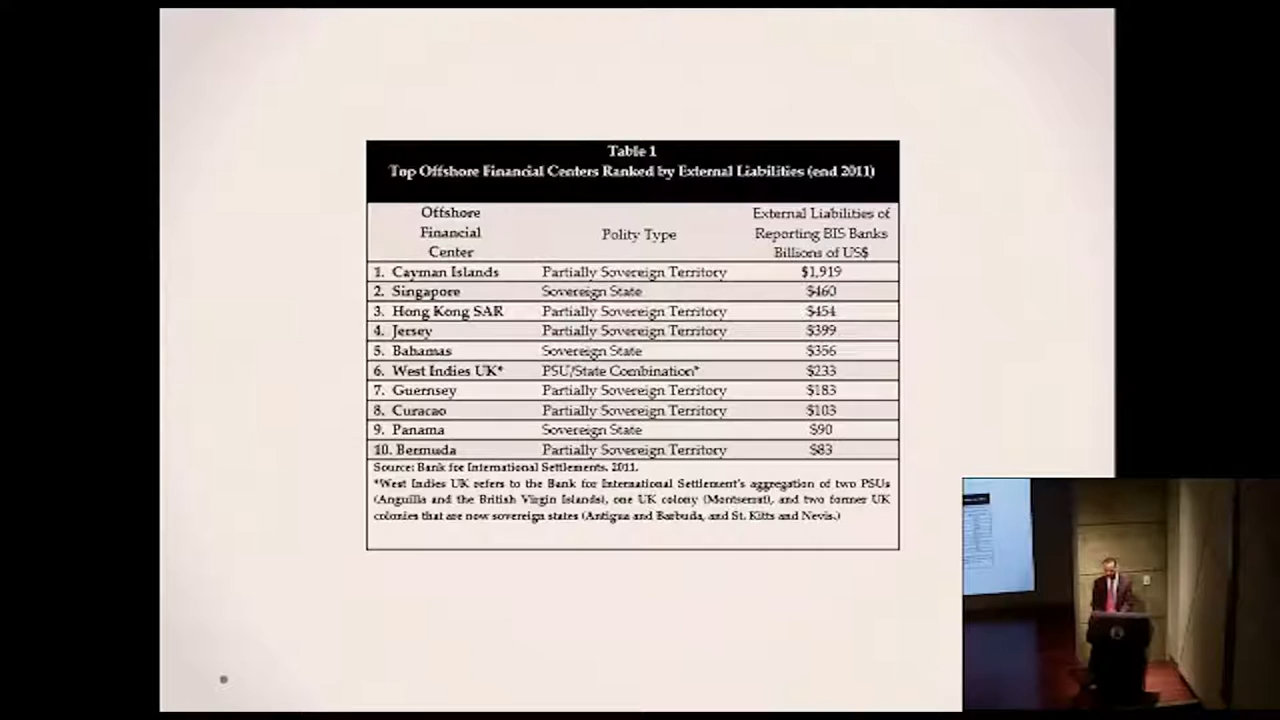 Table 1
Top Offshore Financial Centers Ranked by External Liabilities (end 2011)
Offshore Financial Center
Polity Type
External Liabilities of Reporting BIS Banks Billions of US$
1. Cayman Islands Partially Sovereign Territory $1,919
2. Singapore Sovereign State $460
3. Hong Kong SAR Partially Sovereign Territory $454
4. Jersey Partially Sovereign Territory $399
5. Bahamas Sovereign State $356
6. West Indies UK* PSU/State Combination* $233
7. Guernsey Partially Sovereign Territory $183
8. Curacao Partially Sovereign Territory $103
9. Panama Sovereign State $90
10. Bermuda Partially Sovereign Territory $83
Source: Bank for International Settlements. 2011.
*West Indies UK refers to the Bank for International Settlement's aggregation of two PSUs
(Anguilla and the British Virgin Islands), one UK colony (Montserrat), and two former UK
colonies that are now sovereign states (Antigua and Barbuda, and St. Kitts and Nevis.)